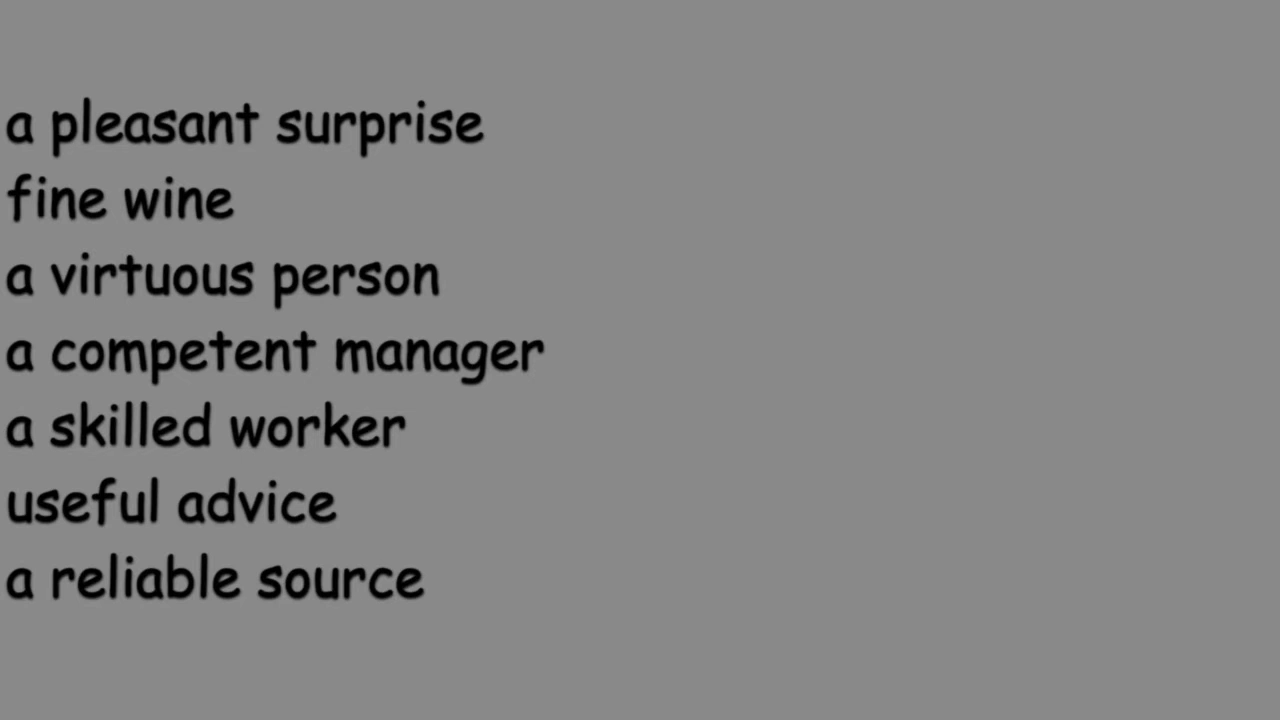 a pleasant surprise
fine wine
a virtuous person
a competent manager
a skilled worker
useful advice
a reliable source